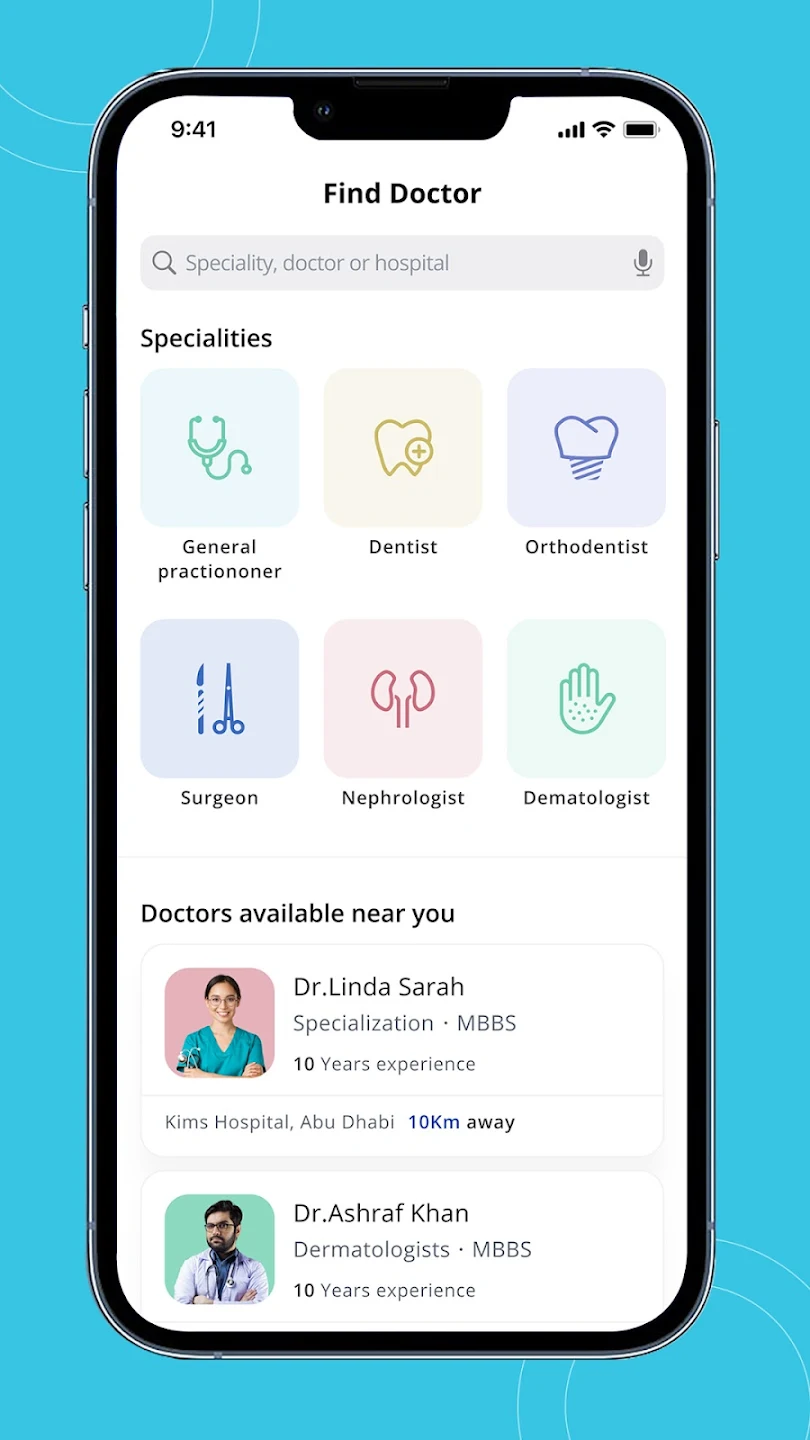 9:41
Find Doctor
Speciality, doctor or hospital
Specialities
General
practiononer
Dentist
Orthodentist
Surgeon
Nephrologist
Dematologist
Doctors available near you
Dr.Linda Sarah
Specialization · MBBS
10 Years experience
Kims Hospital, Abu Dhabi 10Km away
Dr.Ashraf Khan
Dermatologists · MBBS
10 Years experience